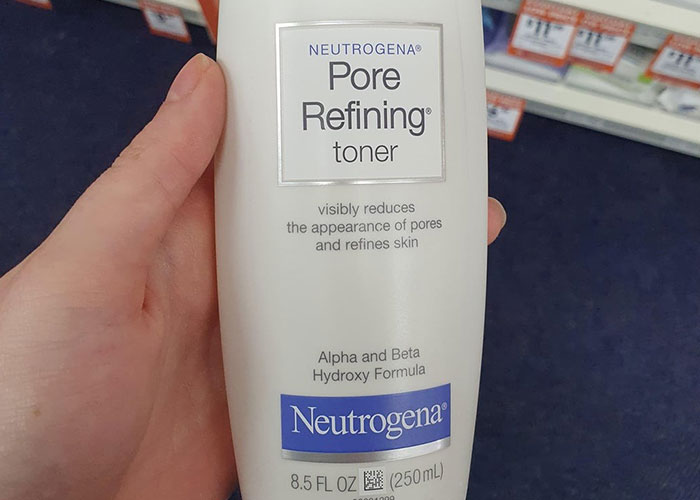 NEUTROGENA®
Pore
Refining®
toner
visibly reduces
the appearance of pores
and refines skin
Alpha and Beta
Hydroxy Formula
Neutrogena®
8.5 FL OZ (250mL)